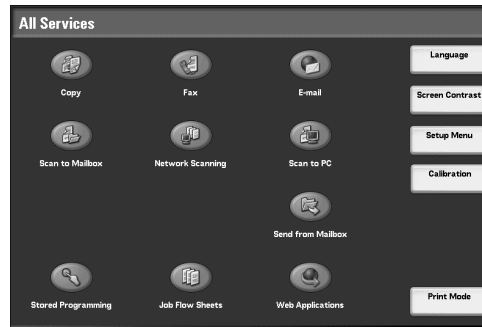 All Services
Copy
Fax
E-mail
Language
Screen Contrast
Scan to Mailbox
Network Scanning
Scan to PC
Setup Menu
Calibration
Send from Mailbox
Stored Programming
Job Flow Sheets
Web Applications
Print Mode